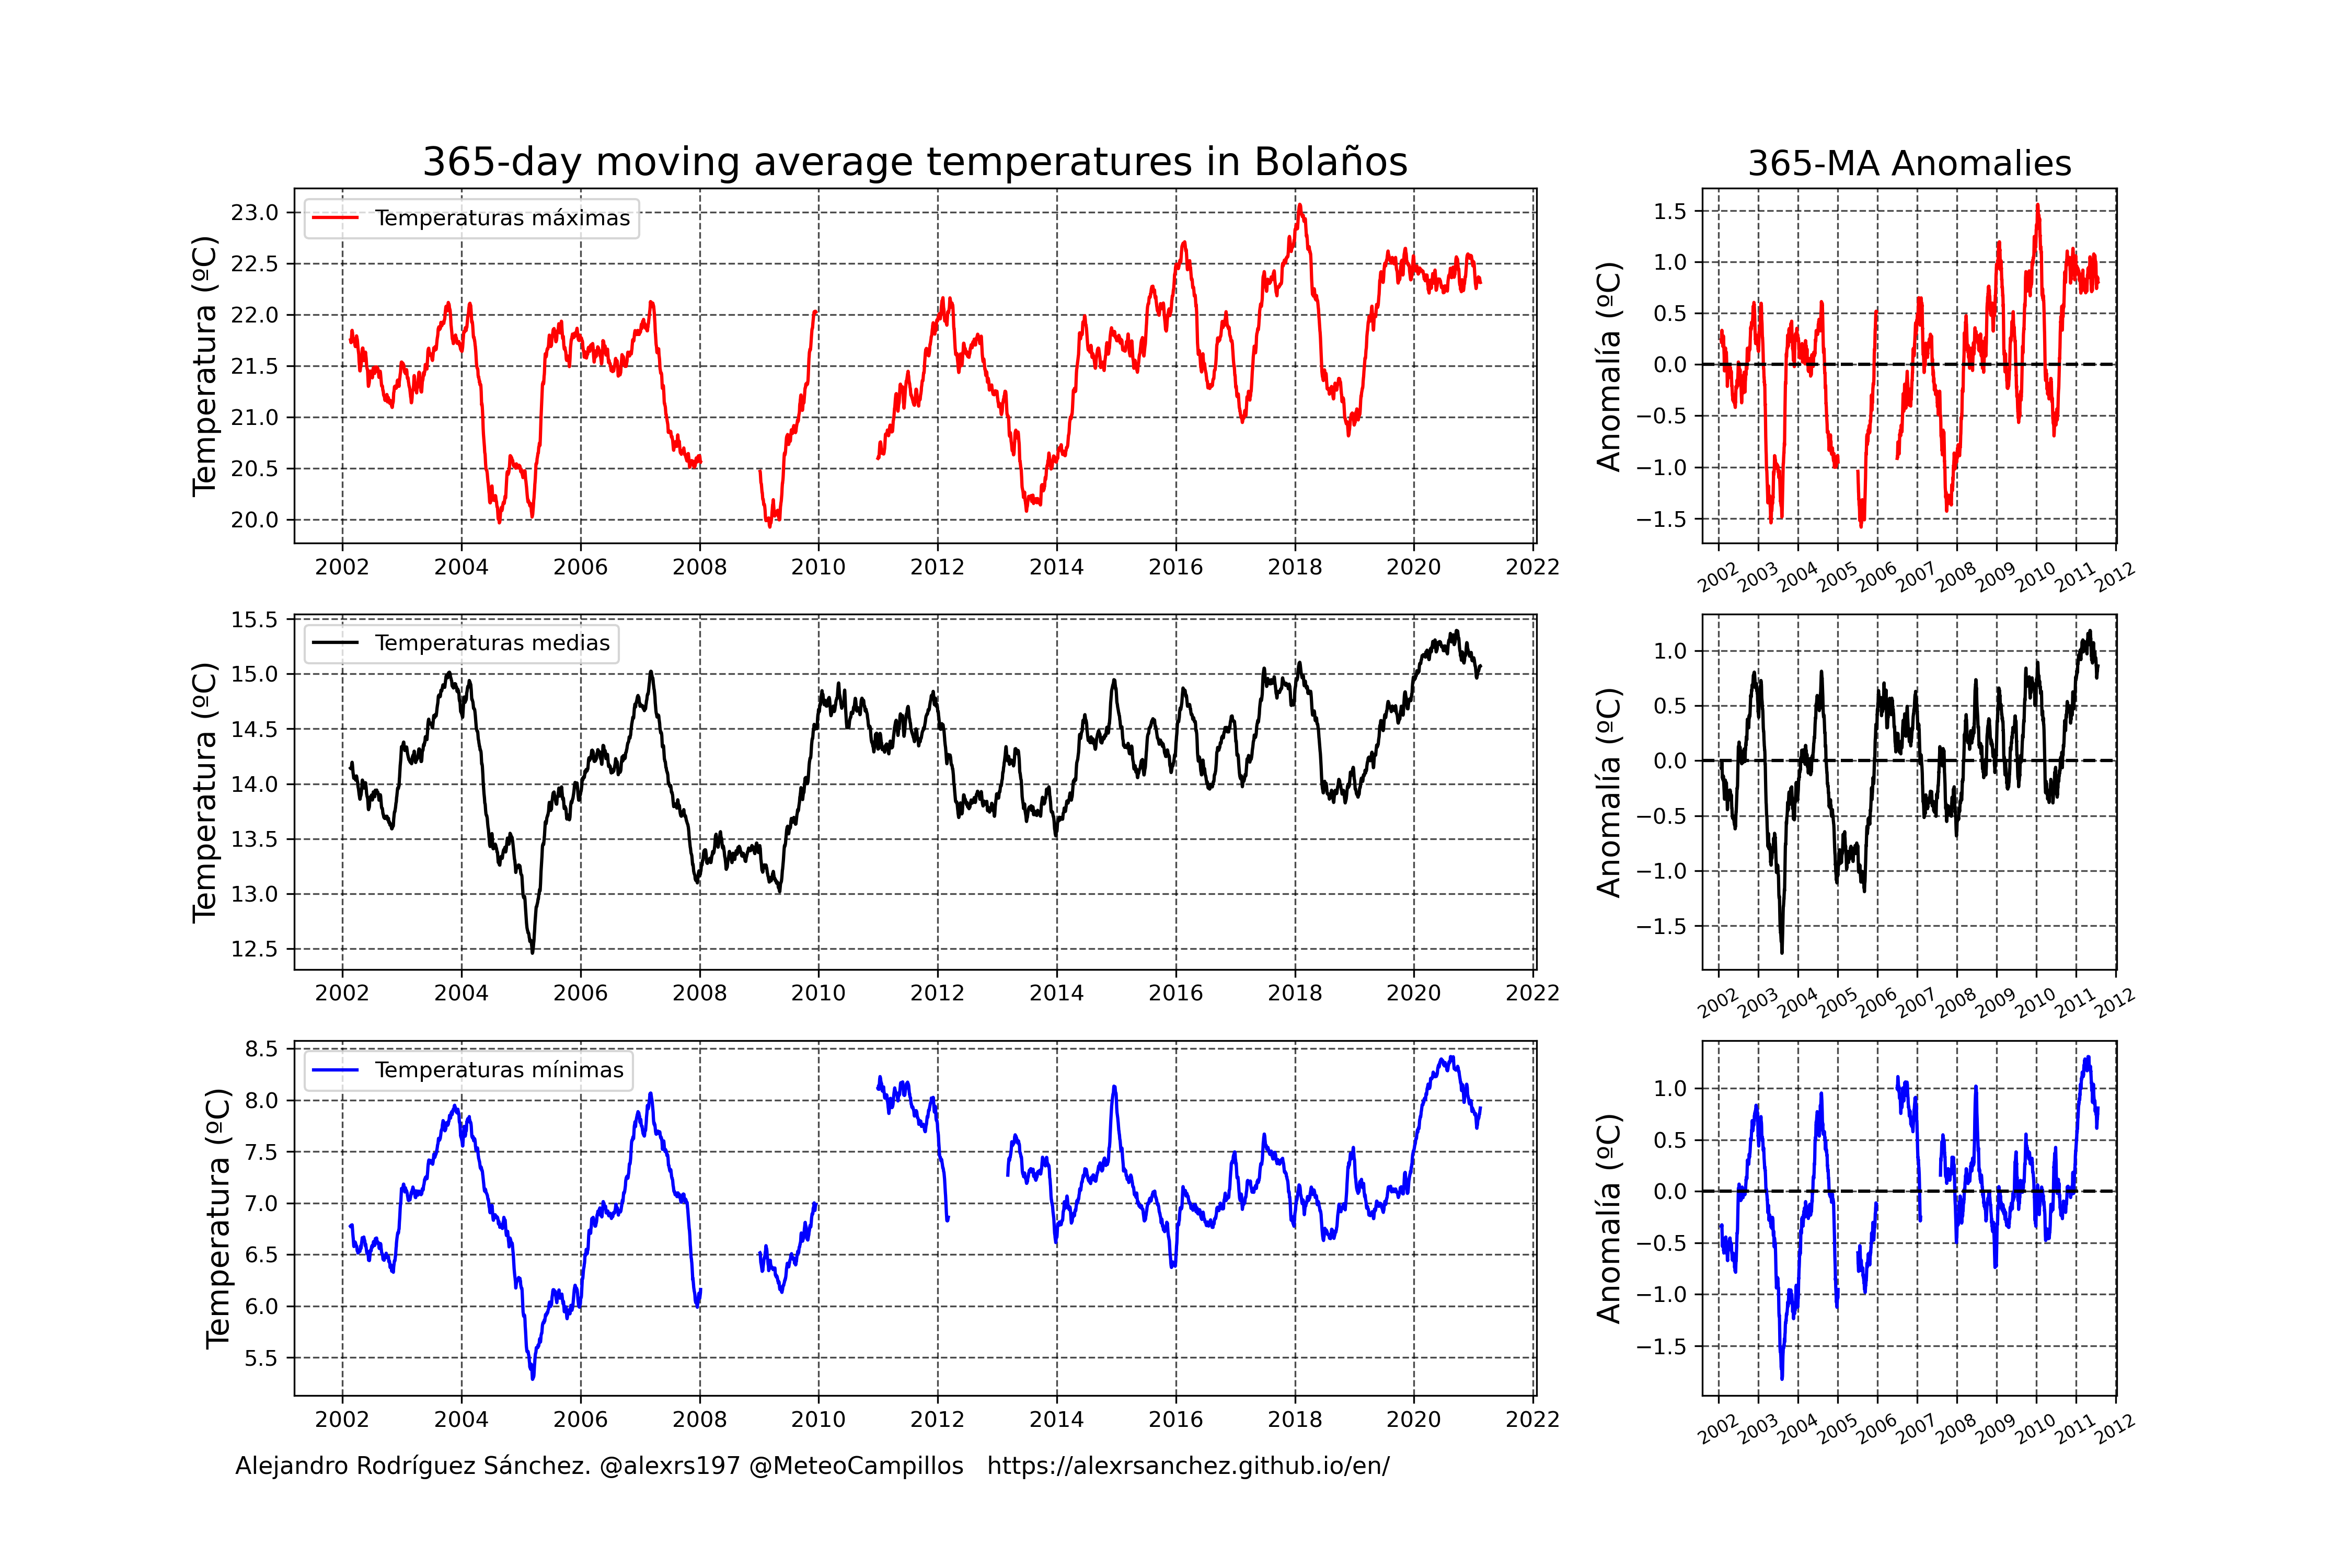 365-day moving average temperatures in Bolaños
365-MA Anomalies
Temperatura (ºC)
23.0
22.5
22.0
21.5
21.0
20.5
20.0
Temperaturas máximas
2002 2004 2006 2008 2010 2012 2014 2016 2018 2020 2022
Anomalía (ºC)
1.5
1.0
0.5
0.0
−0.5
−1.0
−1.5
2002 2003 2004 2005 2006 2007 2008 2009 2010 2011 2012
Temperatura (ºC)
15.5
15.0
14.5
14.0
13.5
13.0
12.5
Temperaturas medias
2002 2004 2006 2008 2010 2012 2014 2016 2018 2020 2022
Anomalía (ºC)
1.0
0.5
0.0
−0.5
−1.0
−1.5
2002 2003 2004 2005 2006 2007 2008 2009 2010 2011 2012
Temperatura (ºC)
8.5
8.0
7.5
7.0
6.5
6.0
5.5
Temperaturas mínimas
2002 2004 2006 2008 2010 2012 2014 2016 2018 2020 2022
Anomalía (ºC)
1.0
0.5
0.0
−0.5
−1.0
−1.5
2002 2003 2004 2005 2006 2007 2008 2009 2010 2011 2012
Alejandro Rodríguez Sánchez. @alexrs197 @MeteoCampillos https://alexrsanchez.github.io/en/